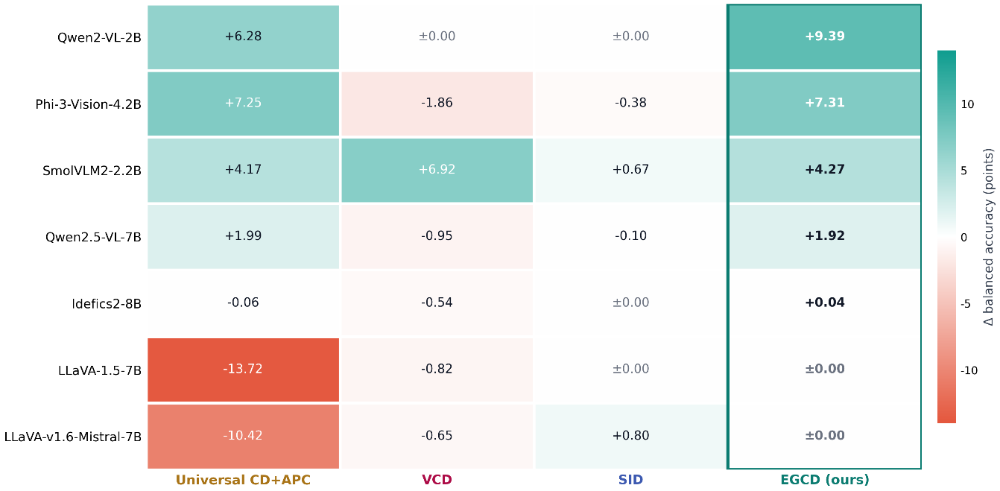 Qwen2-VL-2B +6.28 ±0.00 ±0.00 +9.39
Phi-3-Vision-4.2B +7.25 -1.86 -0.38 +7.31
SmolVLM2-2.2B +4.17 +6.92 +0.67 +4.27
Qwen2.5-VL-7B +1.99 -0.95 -0.10 +1.92
Idefics2-8B -0.06 -0.54 ±0.00 +0.04
LLaVA-1.5-7B -13.72 -0.82 ±0.00 ±0.00
LLaVA-v1.6-Mistral-7B -10.42 -0.65 +0.80 ±0.00
Universal CD+APC VCD SID EGCD (ours)
10
5
0
-5
-10
Δ balanced accuracy (points)